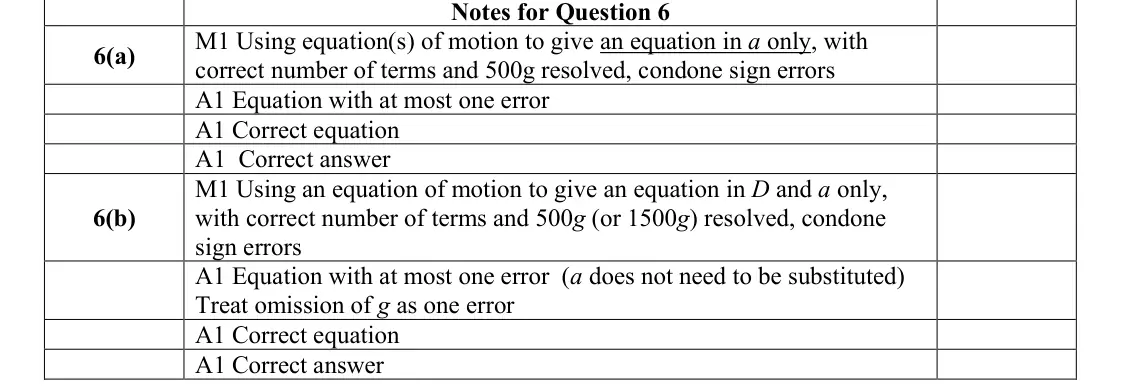 Notes for Question 6
6(a)
M1 Using equation(s) of motion to give an equation in a only, with
correct number of terms and 500g resolved, condone sign errors
A1 Equation with at most one error
A1 Correct equation
A1 Correct answer
6(b)
M1 Using an equation of motion to give an equation in D and a only,
with correct number of terms and 500g (or 1500g) resolved, condone
sign errors
A1 Equation with at most one error (a does not need to be substituted)
Treat omission of g as one error
A1 Correct equation
A1 Correct answer